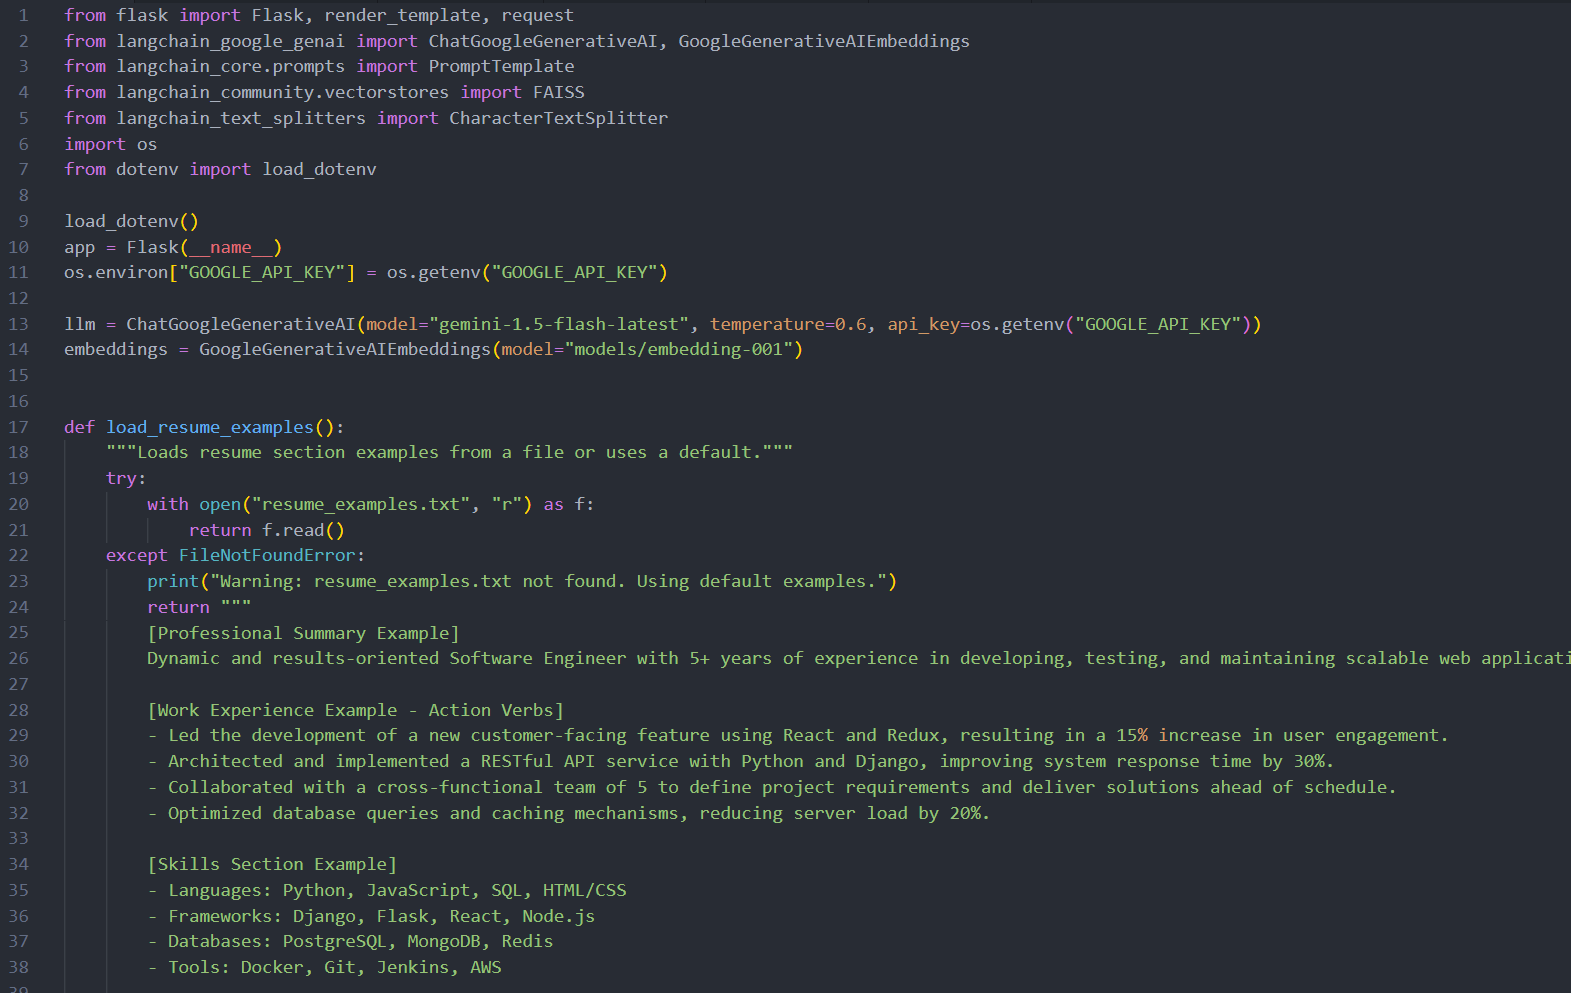 1 from flask import Flask, render_template, request
2 from langchain_google_genai import ChatGoogleGenerativeAI, GoogleGenerativeAIEmbeddings
3 from langchain_core.prompts import PromptTemplate
4 from langchain_community.vectorstores import FAISS
5 from langchain_text_splitters import CharacterTextSplitter
6 import os
7 from dotenv import load_dotenv
8
9 load_dotenv()
10 app = Flask(__name__)
11 os.environ["GOOGLE_API_KEY"] = os.getenv("GOOGLE_API_KEY")
12
13 llm = ChatGoogleGenerativeAI(model="gemini-1.5-flash-latest", temperature=0.6, api_key=os.getenv("GOOGLE_API_KEY"))
14 embeddings = GoogleGenerativeAIEmbeddings(model="models/embedding-001")
15
16
17 def load_resume_examples():
18 """Loads resume section examples from a file or uses a default."""
19 try:
20 with open("resume_examples.txt", "r") as f:
21 return f.read()
22 except FileNotFoundError:
23 print("Warning: resume_examples.txt not found. Using default examples.")
24 return """
25 [Professional Summary Example]
26 Dynamic and results-oriented Software Engineer with 5+ years of experience in developing, testing, and maintaining scalable web applicati
27
28 [Work Experience Example - Action Verbs]
29 - Led the development of a new customer-facing feature using React and Redux, resulting in a 15% increase in user engagement.
30 - Architected and implemented a RESTful API service with Python and Django, improving system response time by 30%.
31 - Collaborated with a cross-functional team of 5 to define project requirements and deliver solutions ahead of schedule.
32 - Optimized database queries and caching mechanisms, reducing server load by 20%.
33
34 [Skills Section Example]
35 - Languages: Python, JavaScript, SQL, HTML/CSS
36 - Frameworks: Django, Flask, React, Node.js
37 - Databases: PostgreSQL, MongoDB, Redis
38 - Tools: Docker, Git, Jenkins, AWS
39